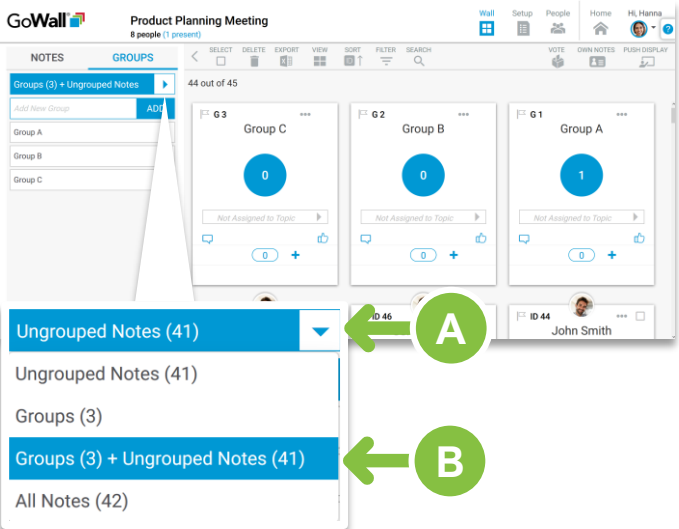 GoWall
Product Planning Meeting
8 people (1 present)
Wall
Setup
People
Home
Hi, Hanna
?
NOTES
GROUPS
SELECT
DELETE
EXPORT
VIEW
SORT
FILTER
SEARCH
VOTE
OWN NOTES
PUSH DISPLAY
Groups (3) + Ungrouped Notes
Add New Group
ADD
Group A
Group B
Group C
44 out of 45
G 3
Group C
0
Not Assigned to Topic
0 +
G 2
Group B
0
Not Assigned to Topic
0 +
G 1
Group A
1
Not Assigned to Topic
0 +
ID 46
ID 44
John Smith
Ungrouped Notes (41)
A
Ungrouped Notes (41)
Groups (3)
Groups (3) + Ungrouped Notes (41)
B
All Notes (42)